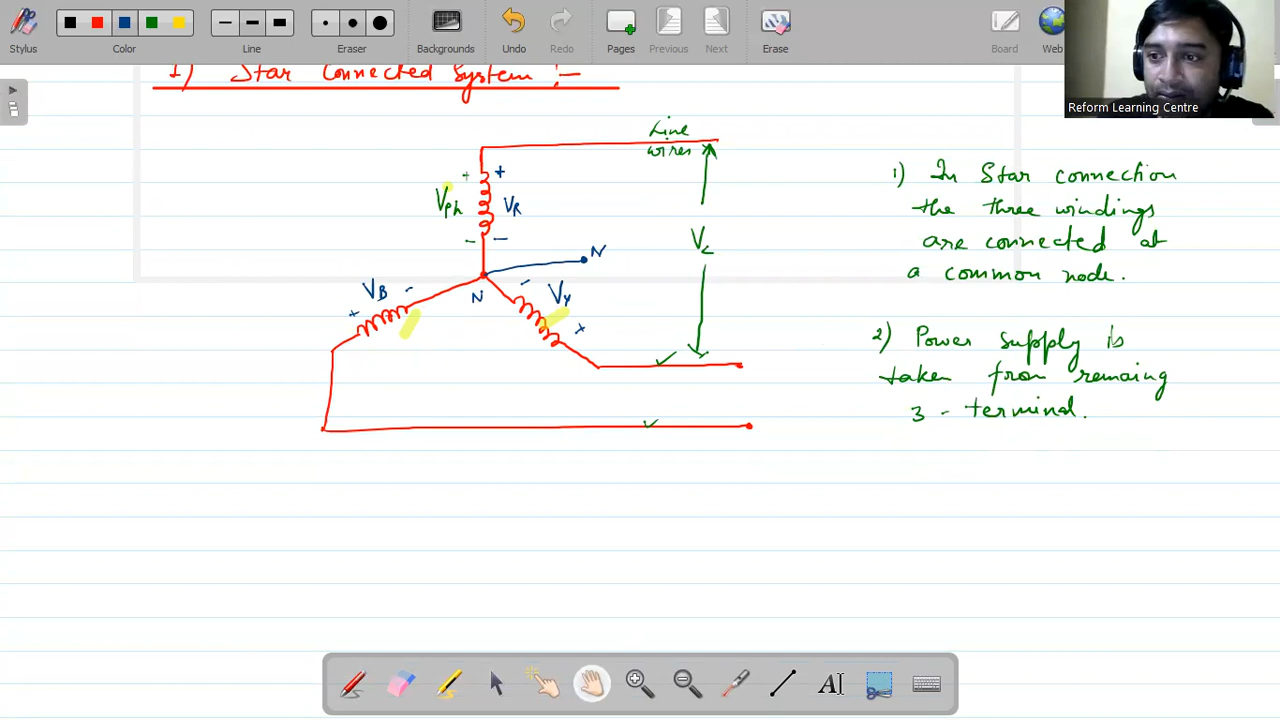 Stylus
Color
Line
Eraser
Backgrounds
Undo
Redo
Pages
Previous
Next
Erase
Board
Web
Reform Learning Centre
1) Star Connected System :-
Line
wires
+ +
VPh VR
- -
VL
N
N
VB -
+
- VY
+
1) In Star connection
the three windings
are connected at
a common node.
2) Power supply is
taken from remaing
3 - terminal.